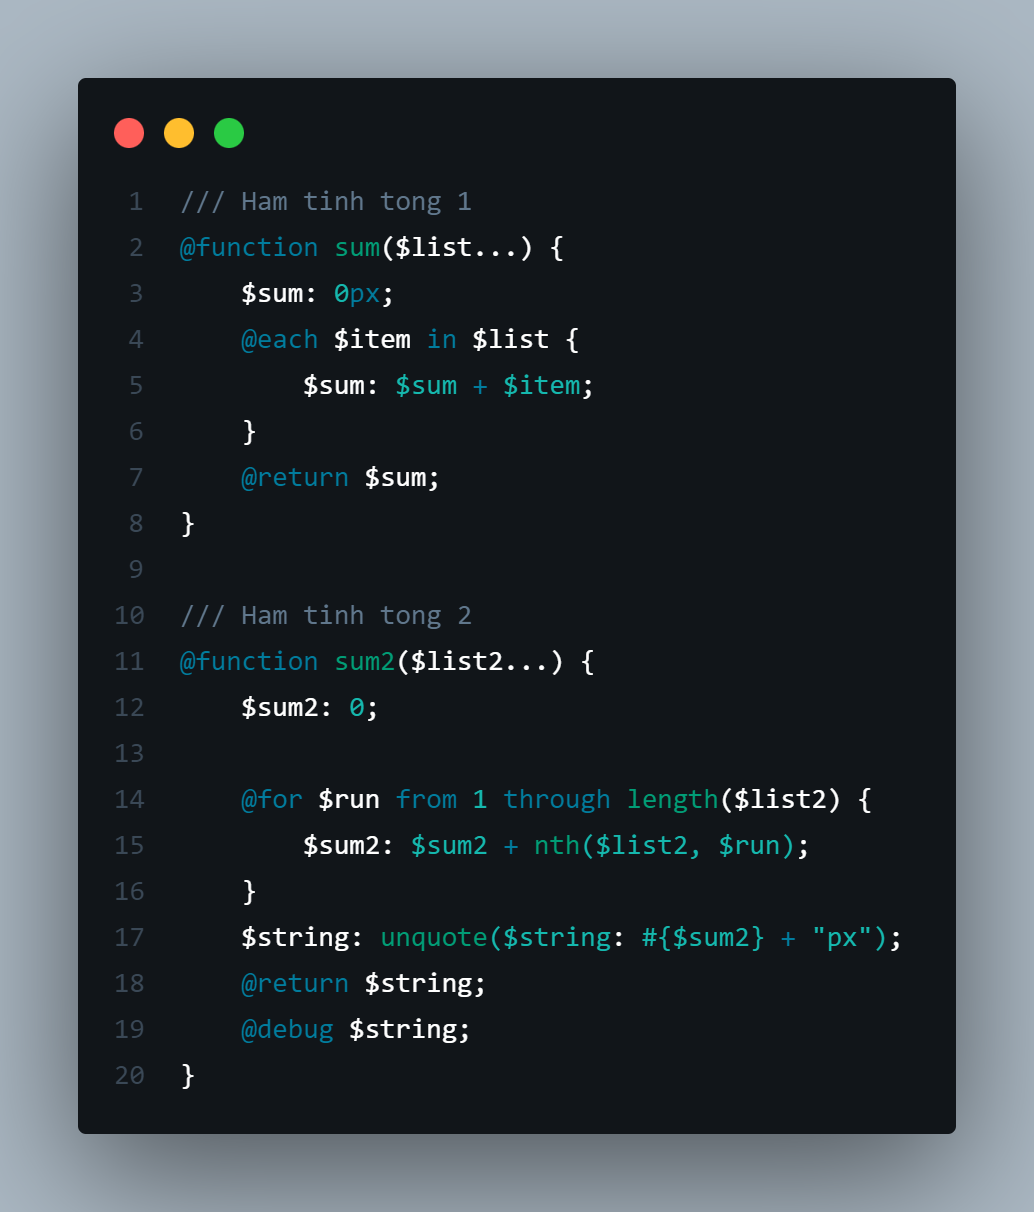 1 /// Ham tinh tong 1
2 @function sum($list...) {
3     $sum: 0px;
4     @each $item in $list {
5         $sum: $sum + $item;
6     }
7     @return $sum;
8 }
9
10 /// Ham tinh tong 2
11 @function sum2($list2...) {
12     $sum2: 0;
13
14     @for $run from 1 through length($list2) {
15         $sum2: $sum2 + nth($list2, $run);
16     }
17     $string: unquote($string: #{$sum2} + "px");
18     @return $string;
19     @debug $string;
20 }